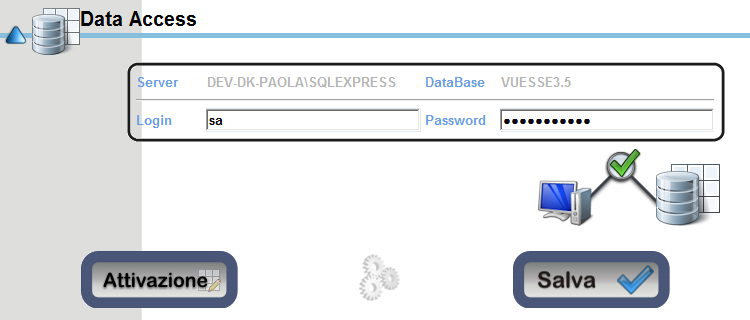 Data Access
Server DEV-DK-PAOLA\SQLEXPRESS DataBase VUESSE3.5
Login sa Password ●●●●●●●●●●●
Attivazione Salva